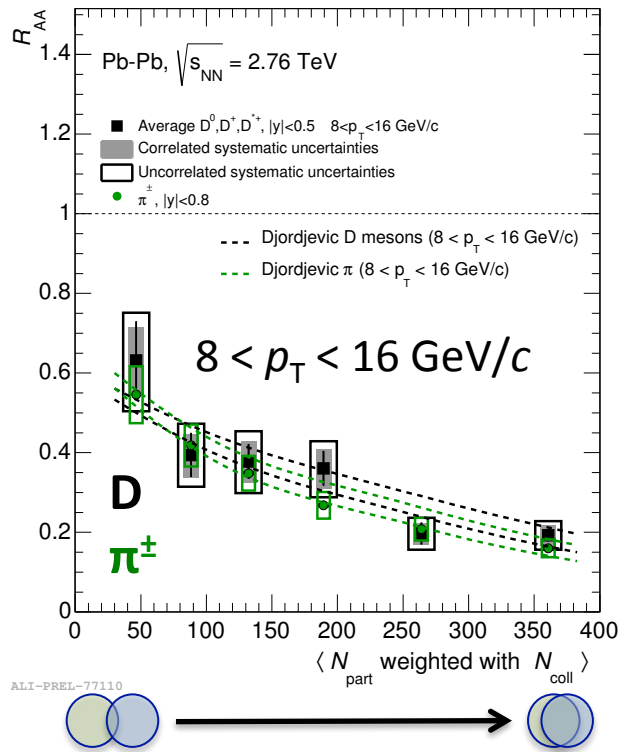 R_AA
Pb-Pb, √s_NN = 2.76 TeV
Average D⁰,D⁺,D*⁺, |y|<0.5 8<p_T<16 GeV/c
Correlated systematic uncertainties
Uncorrelated systematic uncertainties
π±, |y|<0.8
Djordjevic D mesons (8 < p_T < 16 GeV/c)
Djordjevic π (8 < p_T < 16 GeV/c)
8 < p_T < 16 GeV/c
D
π±
1.4
1.2
1
0.8
0.6
0.4
0.2
0
0 50 100 150 200 250 300 350 400
⟨ N_part weighted with N_coll ⟩
ALI-PREL-77110